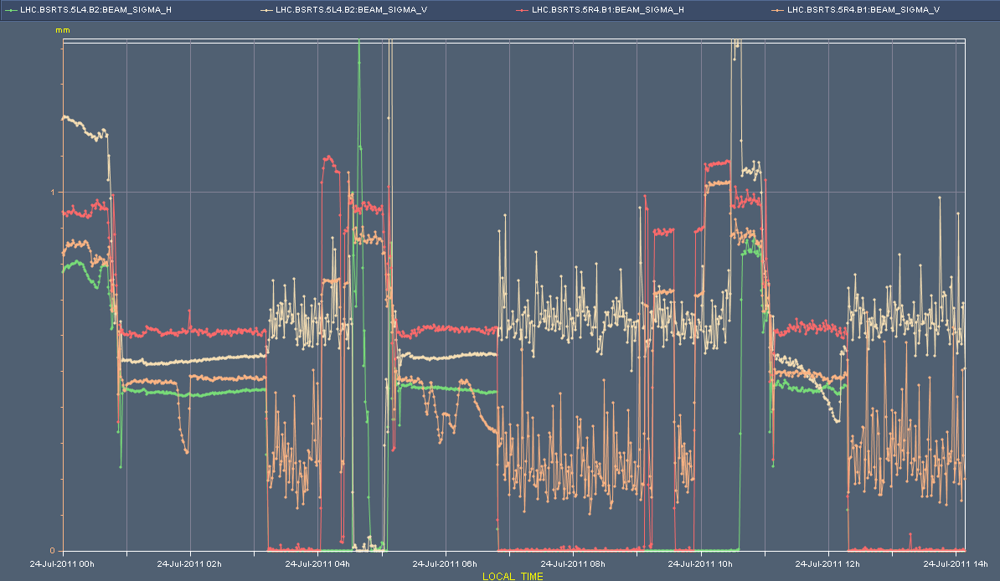 LHC.BSRTS.5L4.B2:BEAM_SIGMA_H LHC.BSRTS.5L4.B2:BEAM_SIGMA_V LHC.BSRTS.5R4.B1:BEAM_SIGMA_H LHC.BSRTS.5R4.B1:BEAM_SIGMA_V
mm
1
0
24-Jul-2011 00h 24-Jul-2011 02h 24-Jul-2011 04h 24-Jul-2011 06h 24-Jul-2011 08h 24-Jul-2011 10h 24-Jul-2011 12h 24-Jul-2011 14h
LOCAL TIME